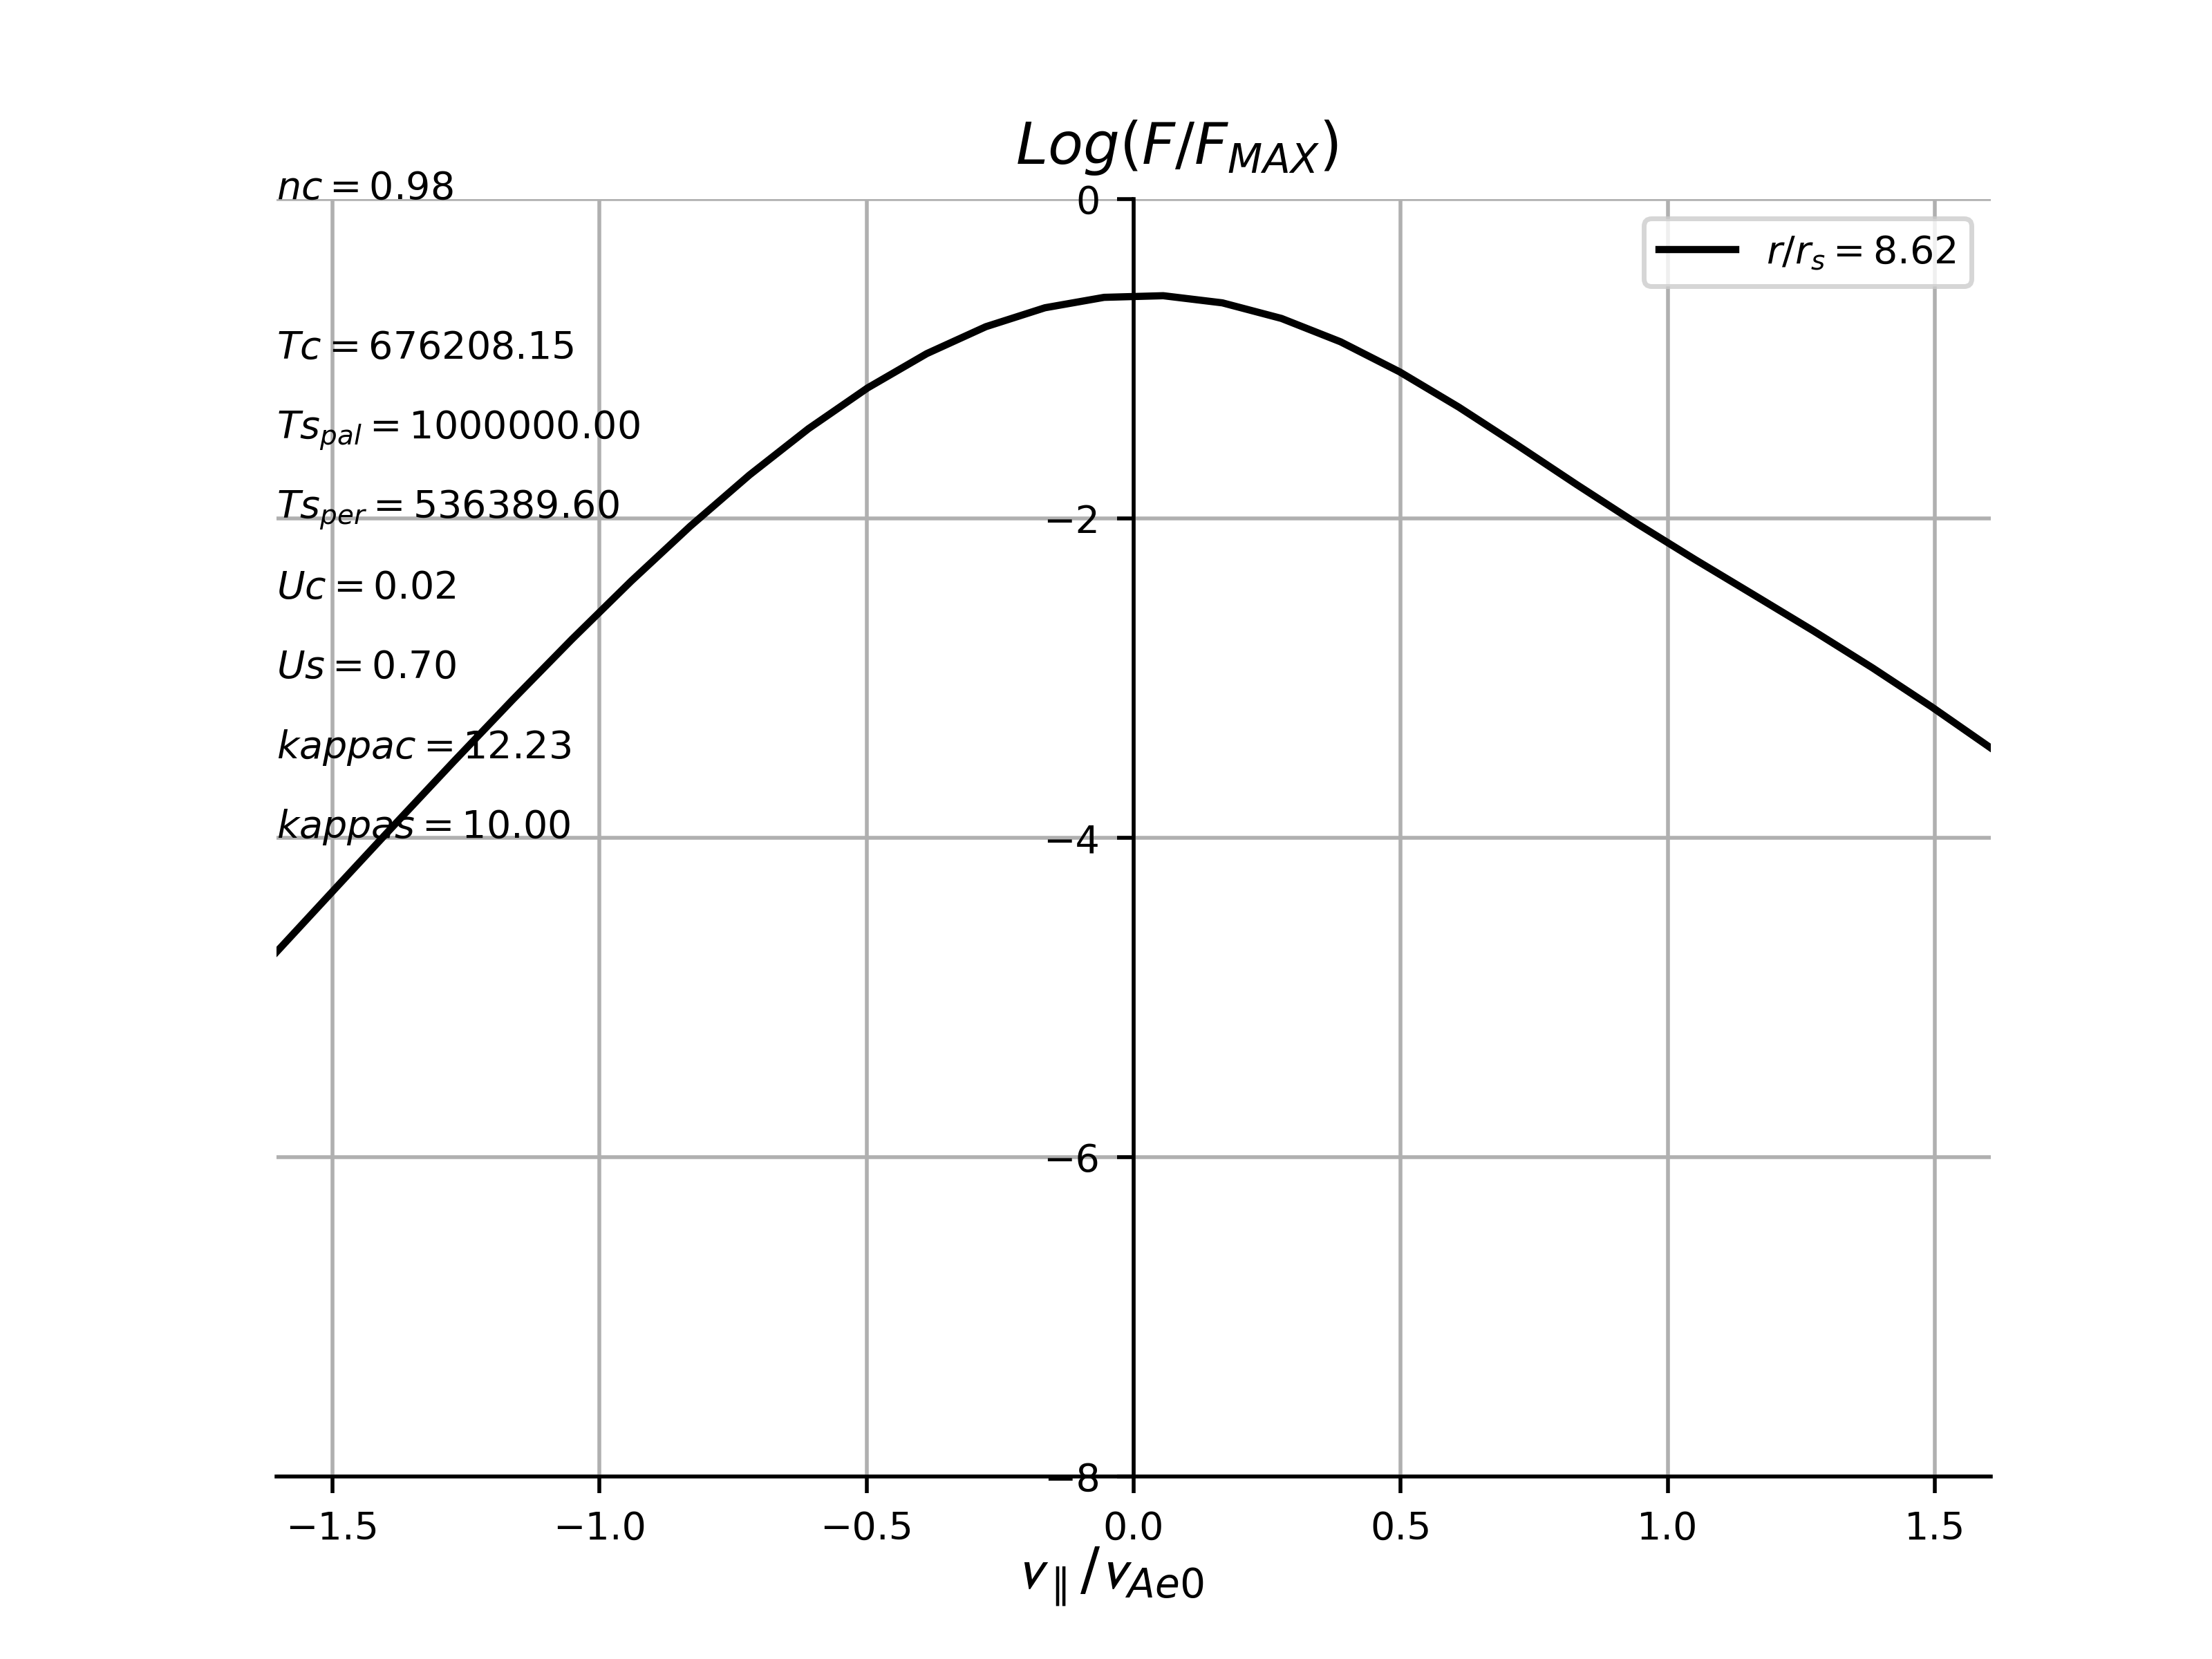 Log(F/F_MAX)
nc = 0.98
0
r/r_s = 8.62
Tc = 676208.15
Ts_pal = 1000000.00
Ts_per = 536389.60
−2
Uc = 0.02
Us = 0.70
kappac = 12.23
kappas = 10.00
−4
−6
−8
−1.5 −1.0 −0.5 0.0 0.5 1.0 1.5
v_∥/v_Ae0